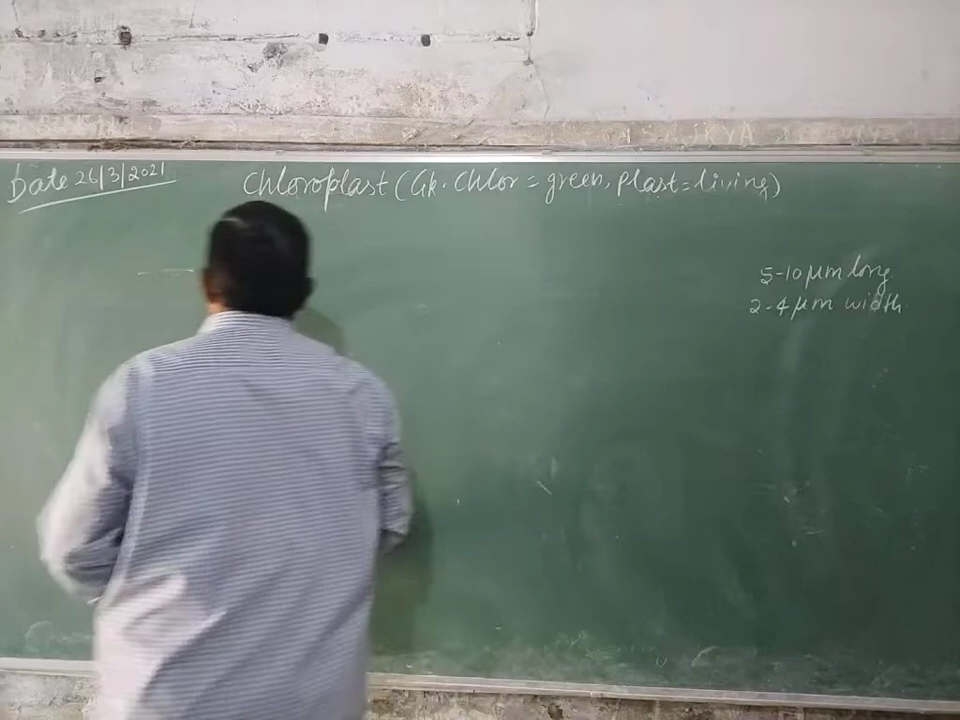 Date 26/3/2021
Chloroplast (Gk. Chlor = green, Plast = living)
5-10 μm long
2-4 μm width